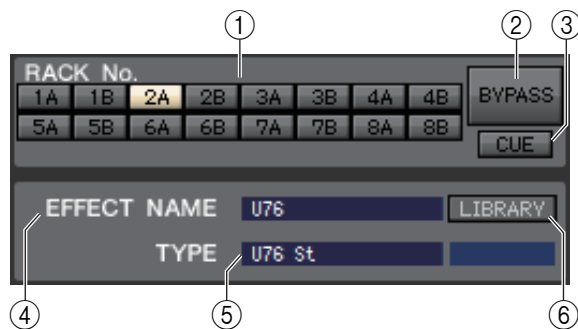 ① ② ③
RACK No.
1A 1B 2A 2B 3A 3B 4A 4B BYPASS
5A 5B 6A 6B 7A 7B 8A 8B
CUE
EFFECT NAME U76 LIBRARY
TYPE U76 St
④ ⑤ ⑥